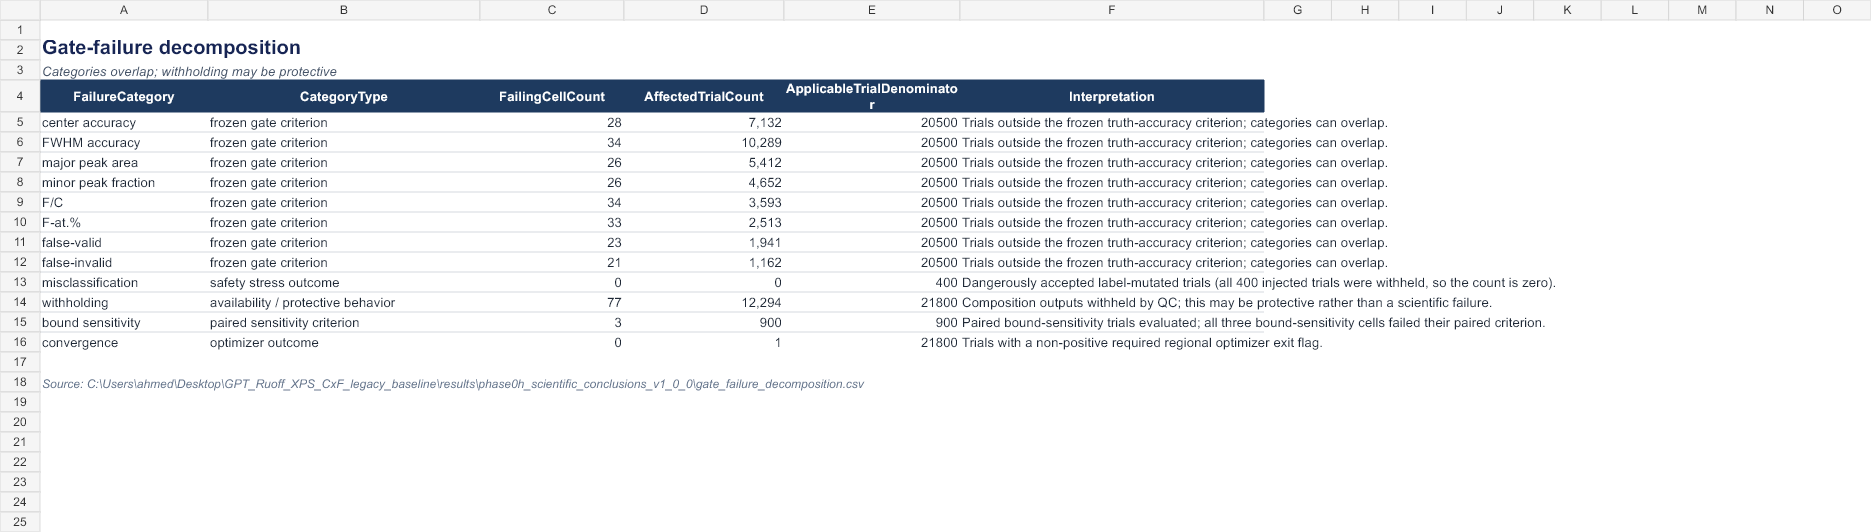 A B C D E F G H I J K L M N O
1
2 Gate-failure decomposition
3 Categories overlap; withholding may be protective
4 FailureCategory CategoryType FailingCellCount AffectedTrialCount ApplicableTrialDenominato
r Interpretation
5 center accuracy frozen gate criterion 28 7,132 20500 Trials outside the frozen truth-accuracy criterion; categories can overlap.
6 FWHM accuracy frozen gate criterion 34 10,289 20500 Trials outside the frozen truth-accuracy criterion; categories can overlap.
7 major peak area frozen gate criterion 26 5,412 20500 Trials outside the frozen truth-accuracy criterion; categories can overlap.
8 minor peak fraction frozen gate criterion 26 4,652 20500 Trials outside the frozen truth-accuracy criterion; categories can overlap.
9 F/C frozen gate criterion 34 3,593 20500 Trials outside the frozen truth-accuracy criterion; categories can overlap.
10 F-at.% frozen gate criterion 33 2,513 20500 Trials outside the frozen truth-accuracy criterion; categories can overlap.
11 false-valid frozen gate criterion 23 1,941 20500 Trials outside the frozen truth-accuracy criterion; categories can overlap.
12 false-invalid frozen gate criterion 21 1,162 20500 Trials outside the frozen truth-accuracy criterion; categories can overlap.
13 misclassification safety stress outcome 0 0 400 Dangerously accepted label-mutated trials (all 400 injected trials were withheld, so the count is zero).
14 withholding availability / protective behavior 77 12,294 21800 Composition outputs withheld by QC; this may be protective rather than a scientific failure.
15 bound sensitivity paired sensitivity criterion 3 900 900 Paired bound-sensitivity trials evaluated; all three bound-sensitivity cells failed their paired criterion.
16 convergence optimizer outcome 0 1 21800 Trials with a non-positive required regional optimizer exit flag.
17
18 Source: C:\Users\ahmed\Desktop\GPT_Ruoff_XPS_CxF_legacy_baseline\results\phase0h_scientific_conclusions_v1_0_0\gate_failure_decomposition.csv
19
20
21
22
23
24
25